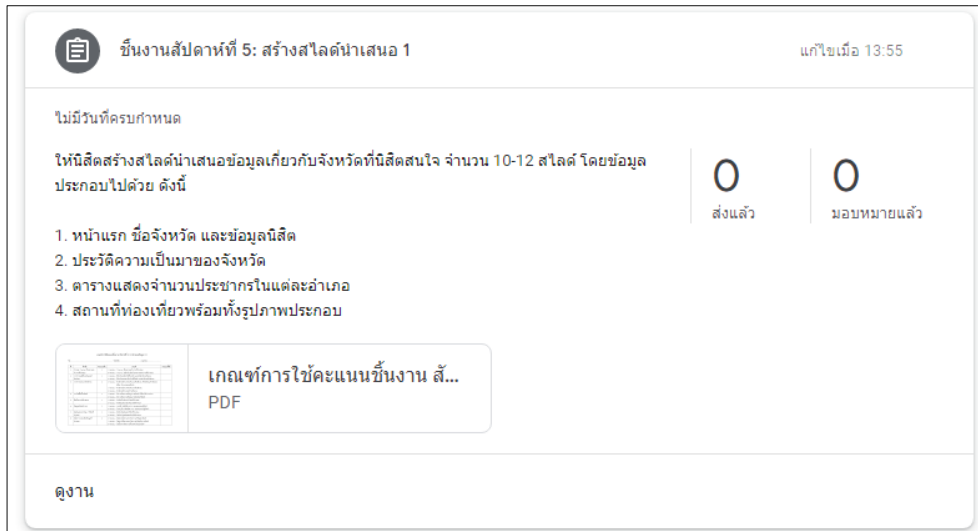 ชิ้นงานสัปดาห์ที่ 5: สร้างสไลด์นำเสนอ 1
แก้ไขเมื่อ 13:55
ไม่มีวันที่ครบกำหนด
ให้นิสิตสร้างสไลด์นำเสนอข้อมูลเกี่ยวกับจังหวัดที่นิสิตสนใจ จำนวน 10-12 สไลด์ โดยข้อมูล
ประกอบไปด้วย ดังนี้
1. หน้าแรก ชื่อจังหวัด และข้อมูลนิสิต
2. ประวัติความเป็นมาของจังหวัด
3. ตารางแสดงจำนวนประชากรในแต่ละอำเภอ
4. สถานที่ท่องเที่ยวพร้อมทั้งรูปภาพประกอบ
0
ส่งแล้ว
0
มอบหมายแล้ว
เกณฑ์การใช้คะแนนชิ้นงาน สั...
PDF
ดูงาน